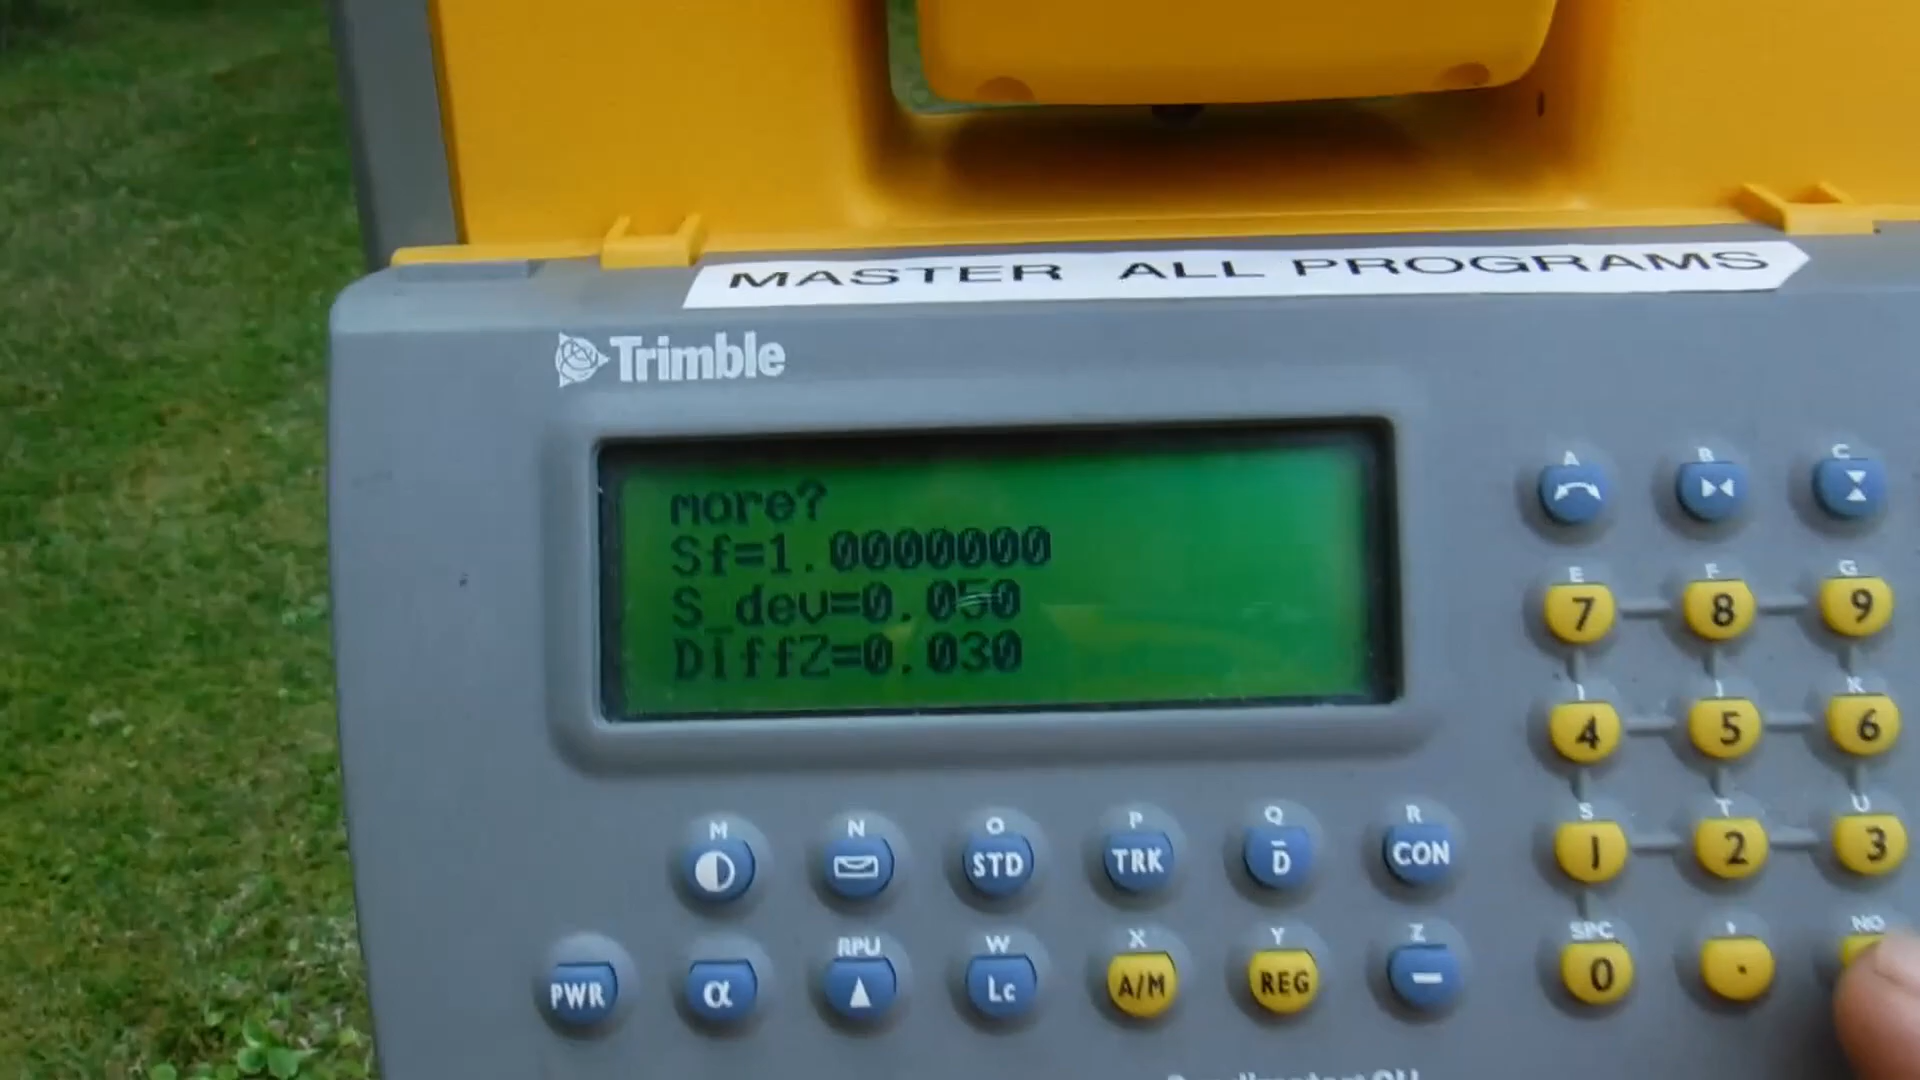 MASTER ALL PROGRAMS
Trimble
more?
Sf=1.0000000
S_dev=0.050
DiffZ=0.030
A B C
E F G
7 8 9
I J K
4 5 6
M N O P Q R S T U
STD TRK D CON 1 2 3
RPU W X Y Z SPC , NO
PWR α Lc A/M REG – 0 .